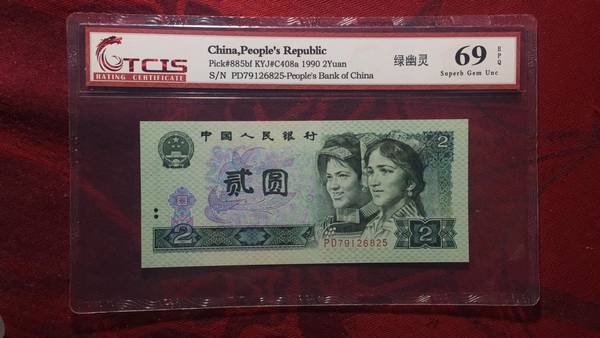 TCIS
RATING CERTIFICATE
China,People's Republic
Pick#885bf KYJ#C408a 1990 2Yuan
S/N PD79126825-People's Bank of China
绿幽灵
69
EPQ
Superb Gem Unc
中国人民银行
贰圆
2
2
2
PD79126825